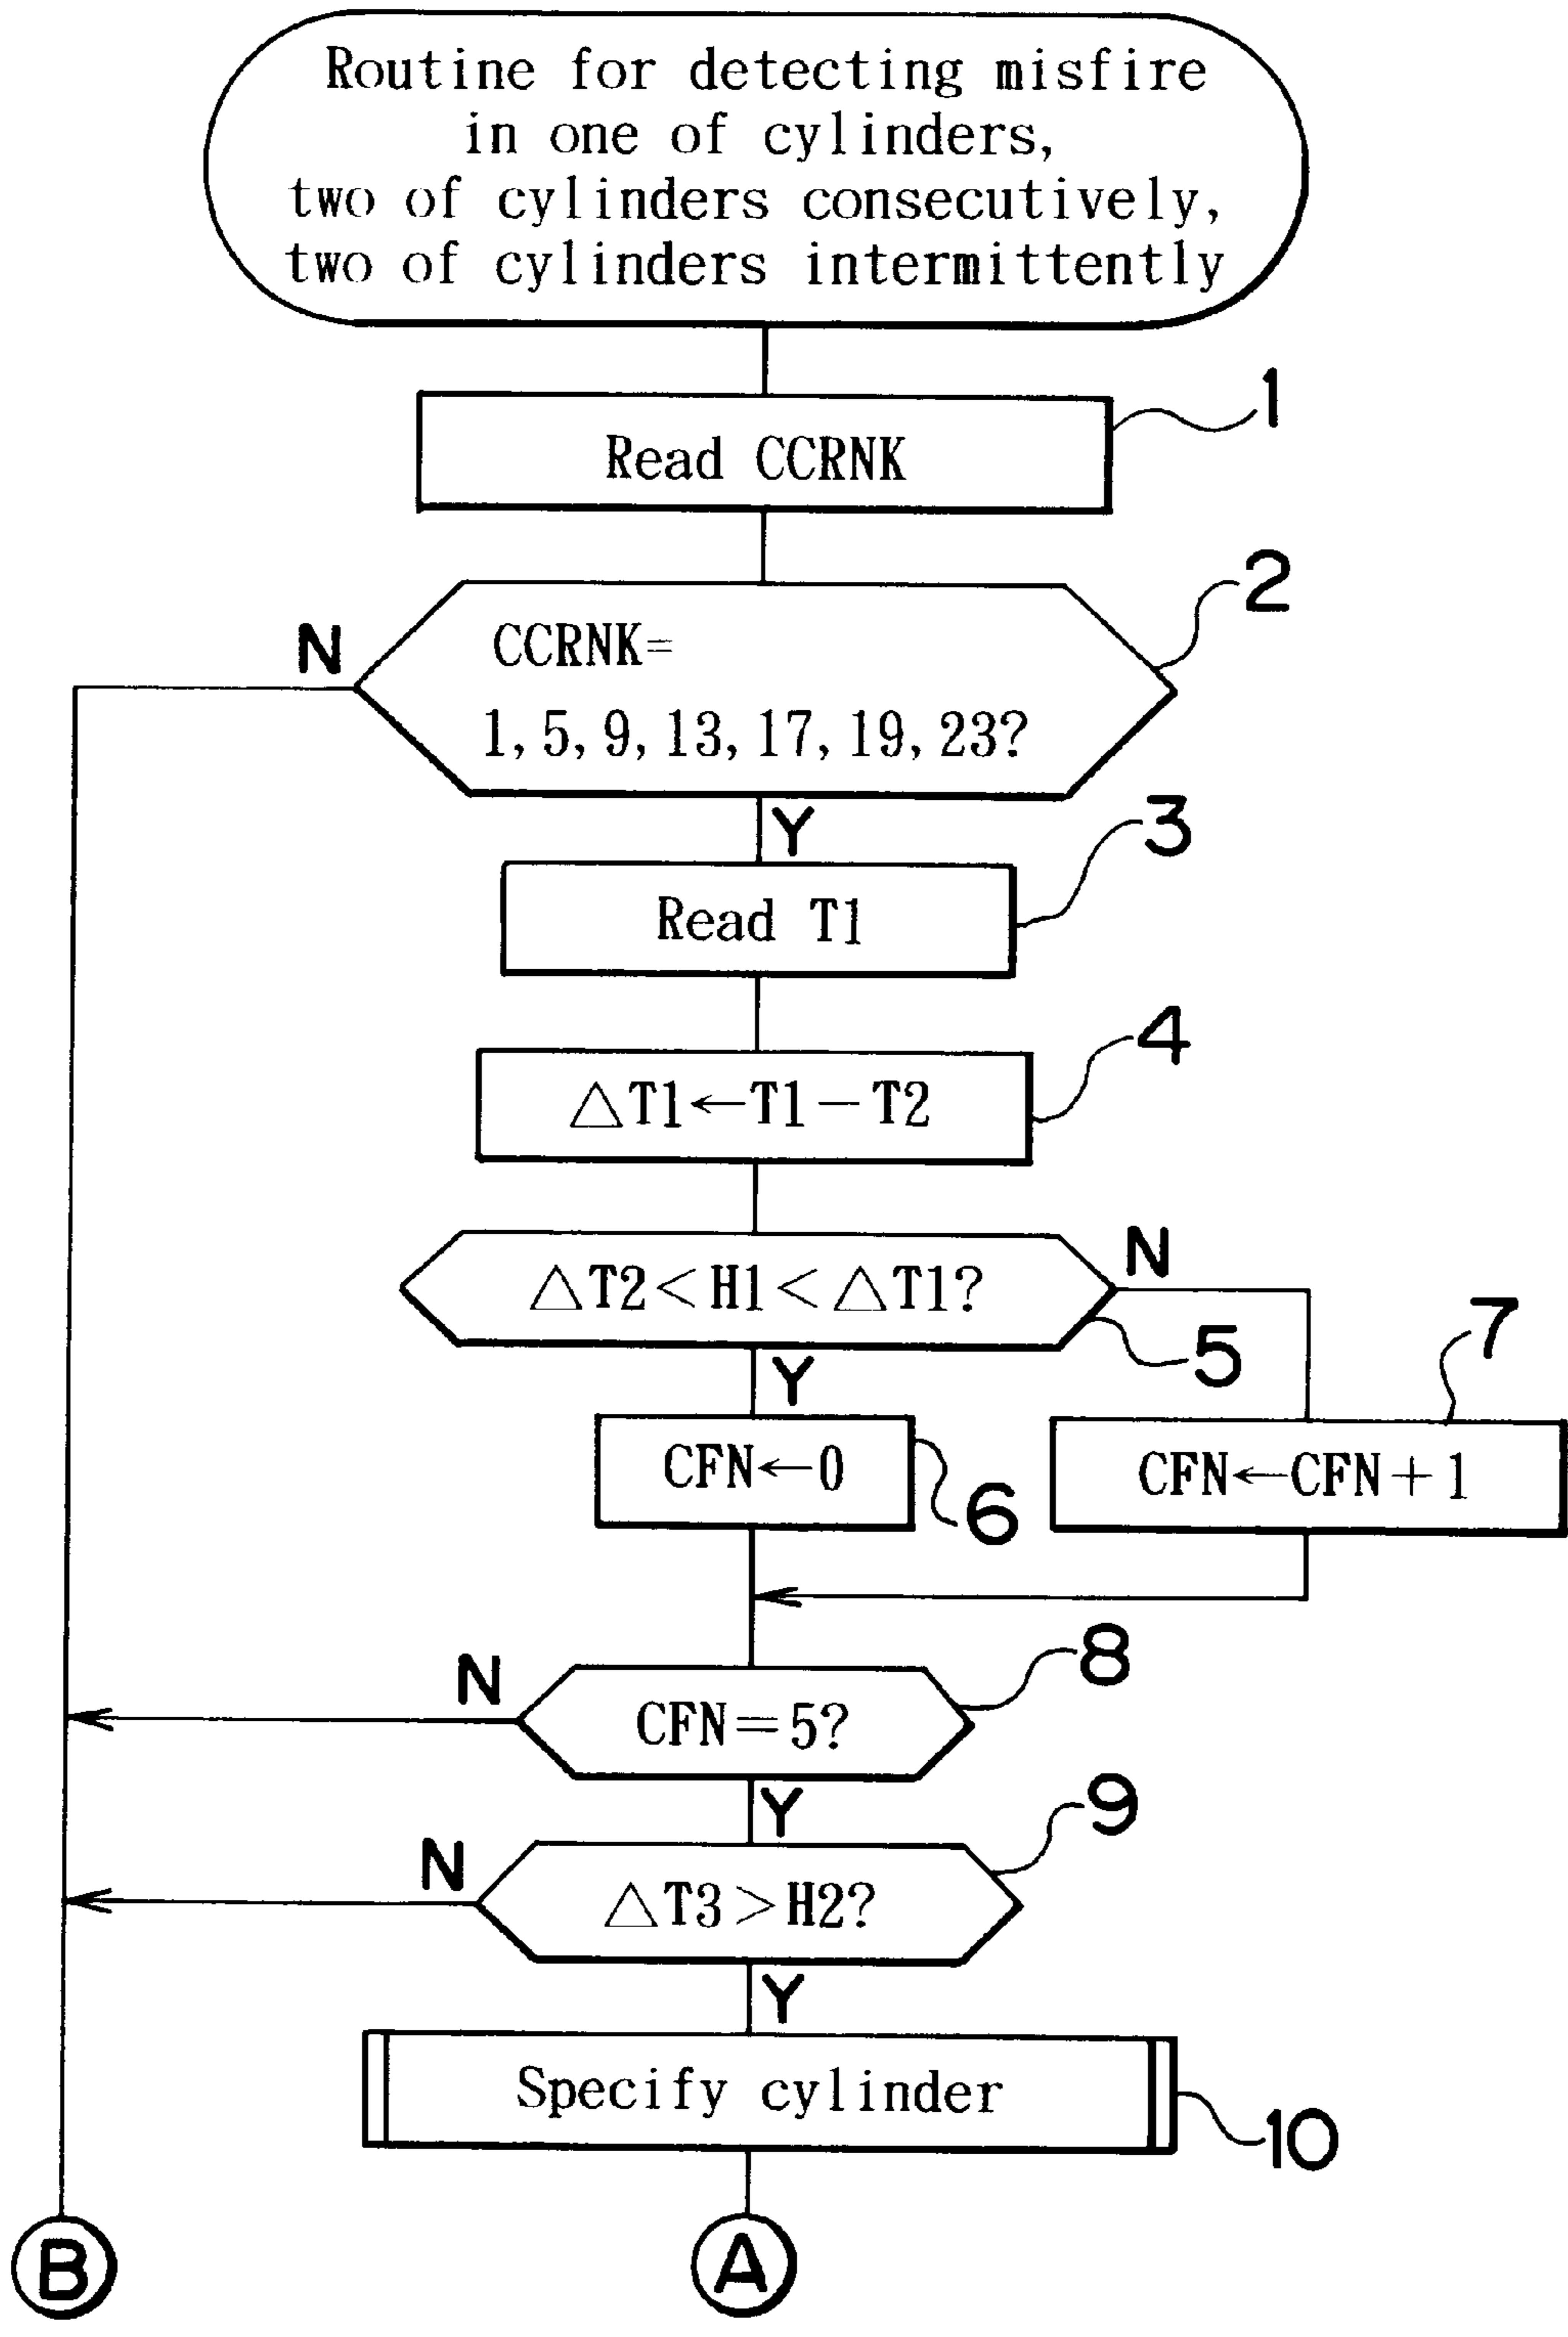 Routine for detecting misfire
in one of cylinders,
two of cylinders consecutively,
two of cylinders intermittently
1
Read CCRNK
2
N
CCRNK=
1, 5, 9, 13, 17, 19, 23?
Y
3
Read T1
4
△T1←T1−T2
△T2<H1<△T1?
N
5
Y
7
CFN←0
6
CFN←CFN+1
8
N
CFN=5?
Y
9
N
△T3>H2?
Y
Specify cylinder
10
B
A